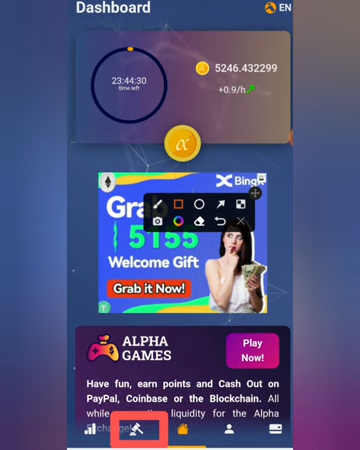 Dashboard
EN
23:44:30
time left
5246.432299
+0.9/h
Bing
Gra
5155
Welcome Gift
Grab it Now!
ALPHA
GAMES
Play
Now!
Have fun, earn points and Cash Out on
PayPal, Coinbase or the Blockchain. All
while
liquidity for the Alpha